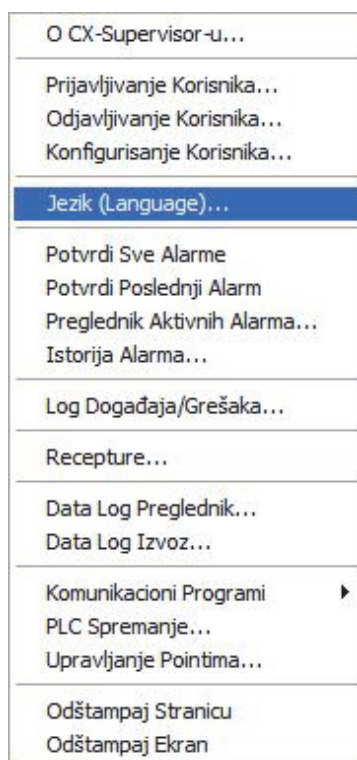 O CX-Supervisor-u...
Prijavljivanje Korisnika...
Odjavljivanje Korisnika...
Konfigurisanje Korisnika...
Jezik (Language)...
Potvrdi Sve Alarme
Potvrdi Poslednji Alarm
Preglednik Aktivnih Alarma...
Istorija Alarma...
Log Događaja/Grešaka...
Recepture...
Data Log Preglednik...
Data Log Izvoz...
Komunikacioni Programi
PLC Spremanje...
Upravljanje Pointima...
Odštampaj Stranicu
Odštampaj Ekran